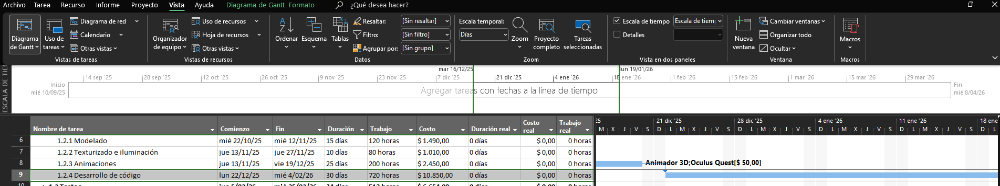 Archivo Tarea Recurso Informe Proyecto Vista Ayuda Diagrama de Gantt Formato ¿Qué desea hacer?
Diagrama de Gantt
Uso de tareas
Diagrama de red
Calendario
Otras vistas
Vistas de tareas
Organizador de equipo
Uso de recursos
Hoja de recursos
Otras vistas
Vistas de recursos
Ordenar
Esquema
Tablas
Resaltar: [Sin resaltar]
Filtro: [Sin filtro]
Agrupar por: [Sin grupo]
Datos
Escala temporal:
Días
Zoom
Proyecto completo
Tareas seleccionadas
Zoom
Escala de tiempo Escala de tiem
Detalles
Vista en dos paneles
Nueva ventana
Cambiar ventanas
Organizar todo
Ocultar
Ventana
Macros
Macros
ESCALA DE TIEM
mar 16/12/25 lun 19/01/26
14 sep '25 28 sep '25 12 oct '25 26 oct '25 9 nov '25 23 nov '25 7 dic '25 21 dic '25 4 ene '26 18 ene '26 1 feb '26 15 feb '26 1 mar '26 15 mar '26 29 mar '26
Inicio
mié 10/09/25
Agregar tareas con fechas a la línea de tiempo
Fin
mié 8/04/26
Nombre de tarea Comienzo Fin Duración Trabajo Costo Duración real Costo real Trabajo real
25 21 dic '25 28 dic '25 4 ene '26 11 ene '26 18 ene
M X J V S D L M X J V S D L M X J V S D L M X J V S D L M X J V S D L
6 1.2.1 Modelado mié 22/10/25 mié 12/11/25 15 días 120 horas $ 1.490,00 0 días $ 0,00 0 horas
7 1.2.2 Texturizado e iluminación jue 13/11/25 jue 27/11/25 10 días 80 horas $ 1.010,00 0 días $ 0,00 0 horas
8 1.2.3 Animaciones jue 13/11/25 vie 19/12/25 25 días 200 horas $ 2.450,00 0 días $ 0,00 0 horas Animador 3D;Oculus Quest[$ 50,00]
9 1.2.4 Desarrollo de código lun 22/12/25 mié 4/02/26 30 días 720 horas $ 10.850,00 0 días $ 0,00 0 horas